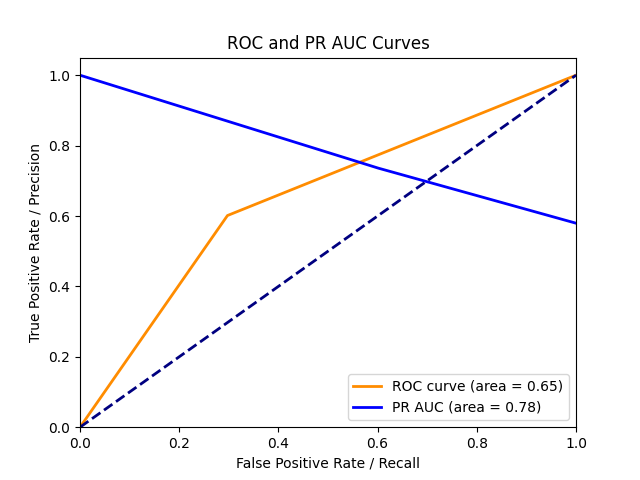 ROC and PR AUC Curves
True Positive Rate / Precision
1.0
0.8
0.6
0.4
0.2
0.0
ROC curve (area = 0.65)
PR AUC (area = 0.78)
0.0 0.2 0.4 0.6 0.8 1.0
False Positive Rate / Recall